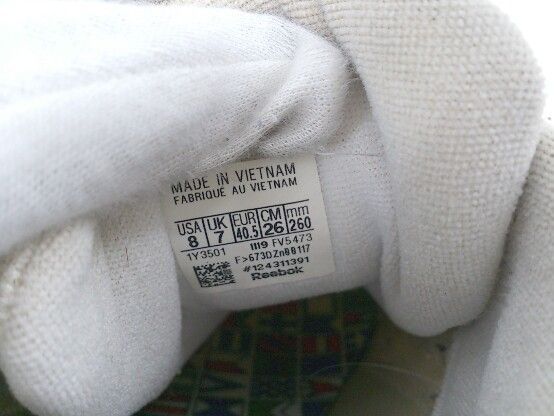 MADE IN VIETNAM
FABRIQUE AU VIETNAM
USA UK EUR CM mm
8 7 40.5 26 260
1Y3501 1119 FV5473
F>673DZnB8117
#124311391
Reebok